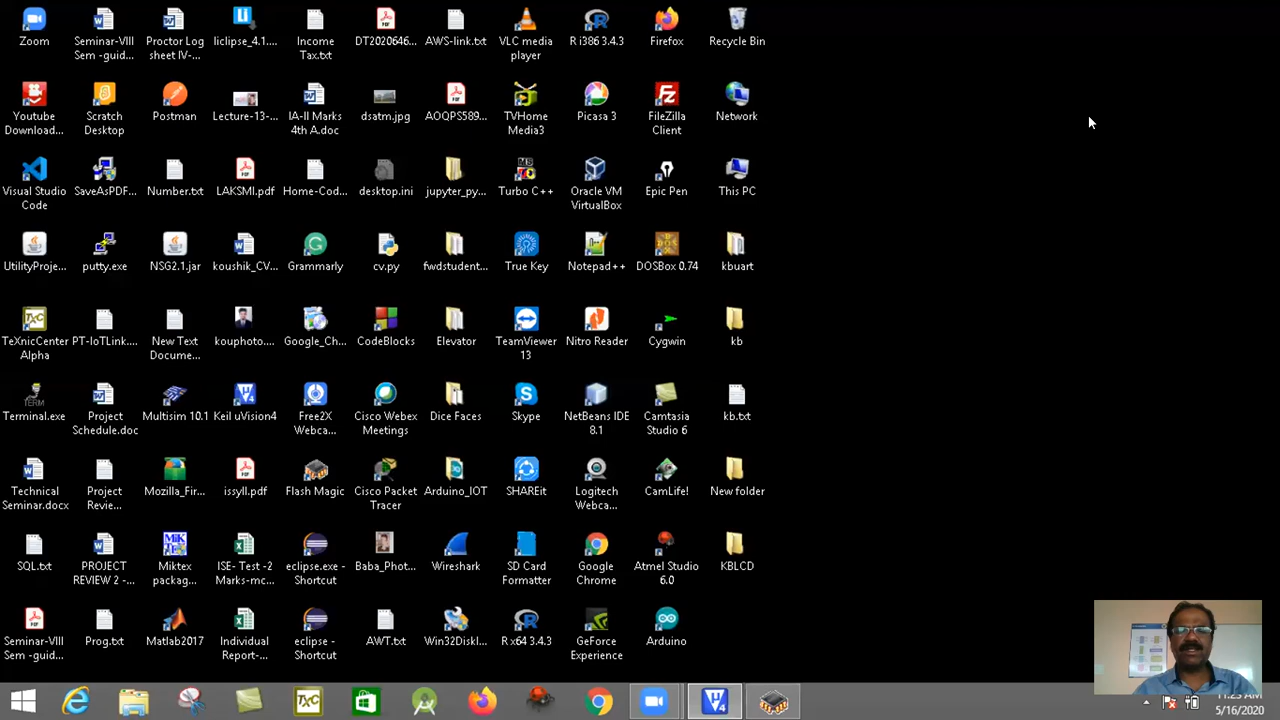 Zoom
Seminar-VIII
Sem -guid...
Proctor Log
sheet IV-...
liclipse_4.1....
Income
Tax.txt
DT2020646...
AWS-link.txt
VLC media
player
R i386 3.4.3
Firefox
Recycle Bin
Youtube
Download...
Scratch
Desktop
Postman
Lecture-13-...
IA-II Marks
4th A.doc
dsatm.jpg
AOQPS589...
TVHome
Media3
Picasa 3
FileZilla
Client
Network
Visual Studio
Code
SaveAsPDF...
Number.txt
LAKSMI.pdf
Home-Cod...
desktop.ini
jupyter_py...
Turbo C++
Oracle VM
VirtualBox
Epic Pen
This PC
UtilityProje...
putty.exe
NSG2.1.jar
koushik_CV...
Grammarly
cv.py
fwdstudent...
True Key
Notepad++
DOSBox 0.74
kbuart
TeXnicCenter
Alpha
PT-IoTLink....
New Text
Docume...
kouphoto....
Google_Ch...
CodeBlocks
Elevator
TeamViewer
13
Nitro Reader
Cygwin
kb
Terminal.exe
Project
Schedule.doc
Multisim 10.1
Keil uVision4
Free2X
Webca...
Cisco Webex
Meetings
Dice Faces
Skype
NetBeans IDE
8.1
Camtasia
Studio 6
kb.txt
Technical
Seminar.docx
Project
Revie...
Mozilla_Fir...
issyll.pdf
Flash Magic
Cisco Packet
Tracer
Arduino_IOT
SHAREit
Logitech
Webca...
CamLife!
New folder
SQL.txt
PROJECT
REVIEW 2 -...
Miktex
packag...
ISE- Test -2
Marks-mc...
eclipse.exe -
Shortcut
Baba_Phot...
Wireshark
SD Card
Formatter
Google
Chrome
Atmel Studio
6.0
KBLCD
Seminar-VIII
Sem -guid...
Prog.txt
Matlab2017
Individual
Report-...
eclipse -
Shortcut
AWT.txt
Win32DiskI...
R x64 3.4.3
GeForce
Experience
Arduino
11:25 AM
5/16/2020